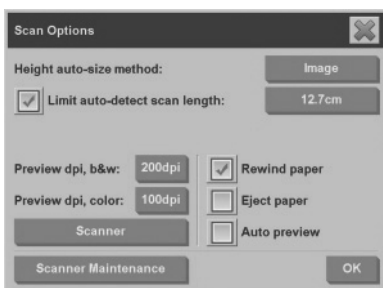 Scan Options
Height auto-size method: Image
Limit auto-detect scan length: 12.7cm
Preview dpi, b&w: 200dpi Rewind paper
Preview dpi, color: 100dpi Eject paper
Scanner Auto preview
Scanner Maintenance OK